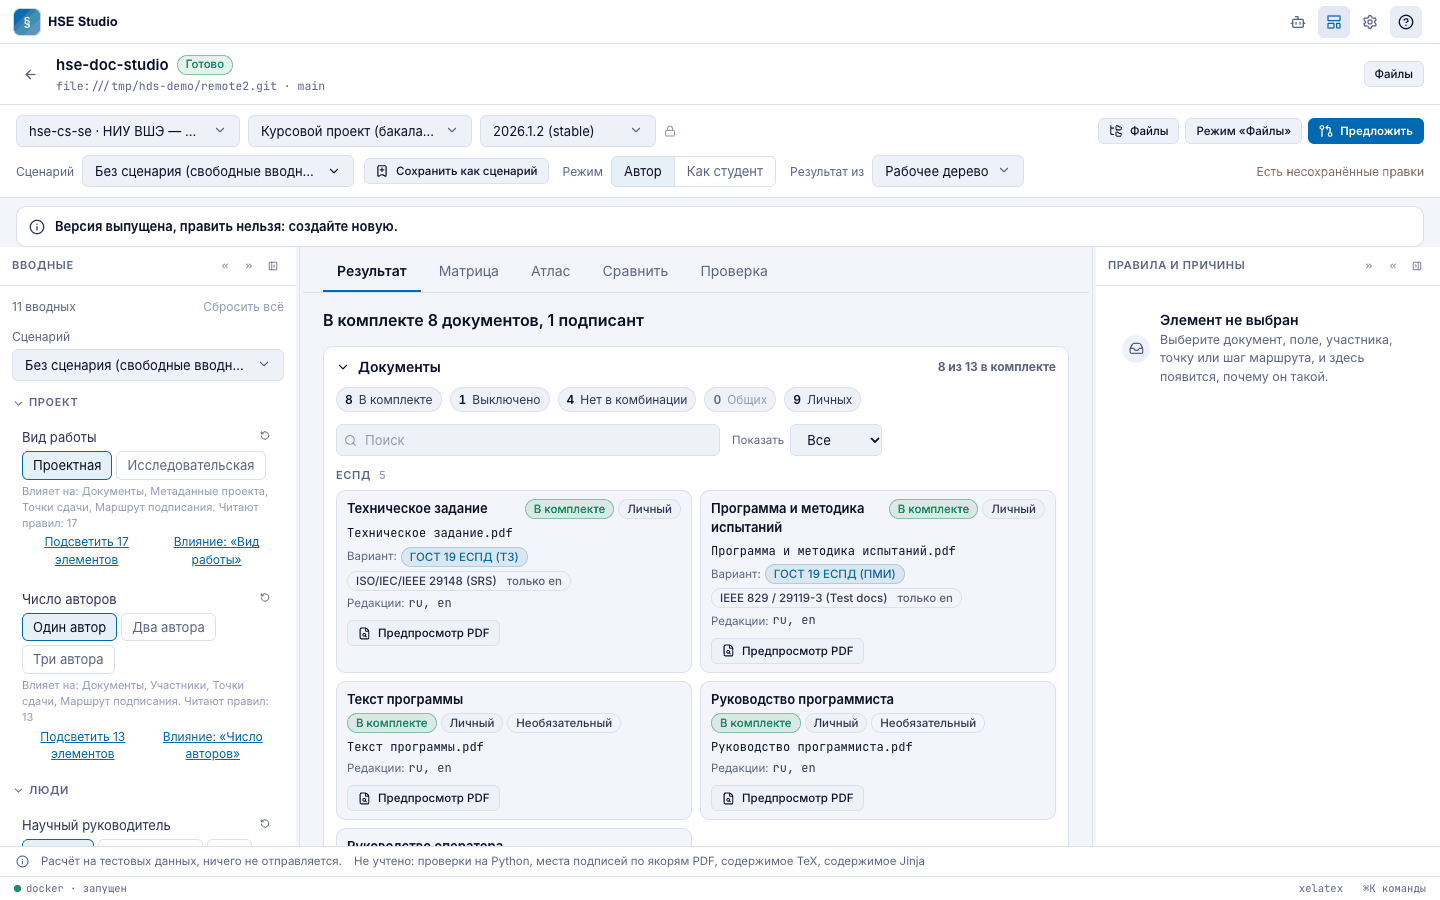 § HSE Studio
hse-doc-studio Готово
file:///tmp/hds-demo/remote2.git · main
Файлы
hse-cs-se · НИУ ВШЭ — ...
Курсовой проект (бакала...
2026.1.2 (stable)
Файлы
Режим «Файлы»
Предложить
Сценарий
Без сценария (свободные вводн...
Сохранить как сценарий
Режим
Автор
Как студент
Результат из
Рабочее дерево
Есть несохранённые правки
Версия выпущена, править нельзя: создайте новую.
ВВОДНЫЕ « »
11 вводных
Сбросить всё
Сценарий
Без сценария (свободные вводн...
ПРОЕКТ
Вид работы
Проектная
Исследовательская
Влияет на: Документы, Метаданные проекта,
Точки сдачи, Маршрут подписания. Читают
правил: 17
Подсветить 17
элементов
Влияние: «Вид
работы»
Число авторов
Один автор
Два автора
Три автора
Влияет на: Документы, Участники, Точки
сдачи, Маршрут подписания. Читают правил:
13
Подсветить 13
элементов
Влияние: «Число
авторов»
ЛЮДИ
Научный руководитель
Результат
Матрица
Атлас
Сравнить
Проверка
В комплекте 8 документов, 1 подписант
Документы
8 из 13 в комплекте
8 В комплекте
1 Выключено
4 Нет в комбинации
0 Общих
9 Личных
Поиск
Показать
Все
ЕСПД 5
Техническое задание
В комплекте
Личный
Техническое задание.pdf
Вариант: ГОСТ 19 ЕСПД (ТЗ)
ISO/IEC/IEEE 29148 (SRS) только en
Редакции: ru, en
Предпросмотр PDF
Программа и методика
испытаний
В комплекте
Личный
Программа и методика испытаний.pdf
Вариант: ГОСТ 19 ЕСПД (ПМИ)
IEEE 829 / 29119-3 (Test docs) только en
Редакции: ru, en
Предпросмотр PDF
Текст программы
В комплекте
Личный
Необязательный
Текст программы.pdf
Редакции: ru, en
Предпросмотр PDF
Руководство программиста
В комплекте
Личный
Необязательный
Руководство программиста.pdf
Редакции: ru, en
Предпросмотр PDF
Руководство оператора
ПРАВИЛА И ПРИЧИНЫ » «
Элемент не выбран
Выберите документ, поле, участника,
точку или шаг маршрута, и здесь
появится, почему он такой.
Расчёт на тестовых данных, ничего не отправляется.
Не учтено: проверки на Python, места подписей по якорям PDF, содержимое TeX, содержимое Jinja
docker · запущен
xelatex
⌘K команды